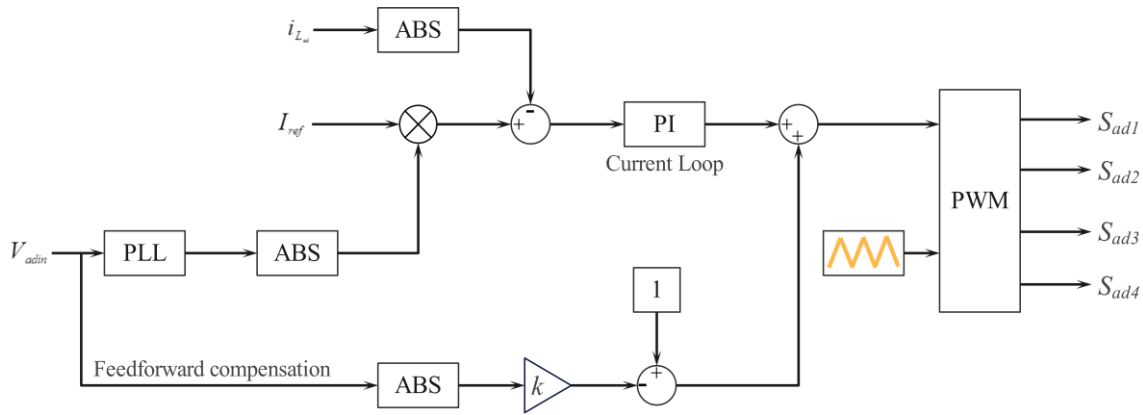 i_{L_{ad}}
ABS
-
I_{ref}
+
PI
+
+
Current Loop
PWM
S_{ad1}
S_{ad2}
S_{ad3}
S_{ad4}
V_{adin}
PLL
ABS
1
Feedforward compensation
ABS
k
-
+